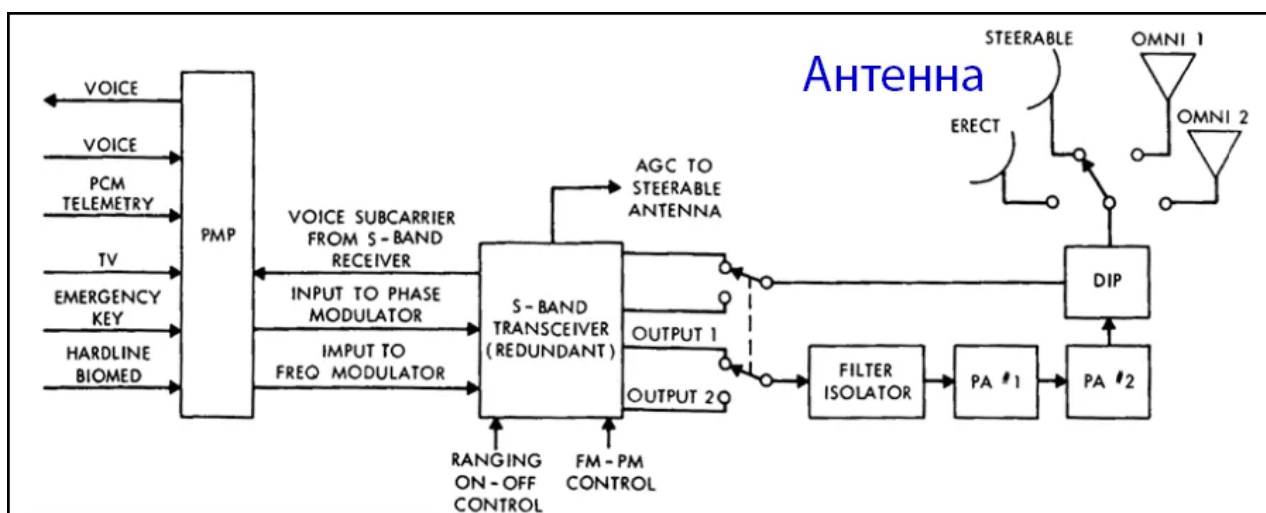 STEERABLE
OMNI 1
Антенна
OMNI 2
ERECT
VOICE
VOICE
PCM
TELEMETRY
TV
EMERGENCY
KEY
HARDLINE
BIOMED
PMP
VOICE SUBCARRIER
FROM S-BAND
RECEIVER
INPUT TO PHASE
MODULATOR
IMPUT TO
FREQ MODULATOR
AGC TO
STEERABLE
ANTENNA
S-BAND
TRANSCEIVER
(REDUNDANT)
OUTPUT 1
OUTPUT 2
RANGING
ON-OFF
CONTROL
FM-PM
CONTROL
FILTER
ISOLATOR
PA #1
PA #2
DIP